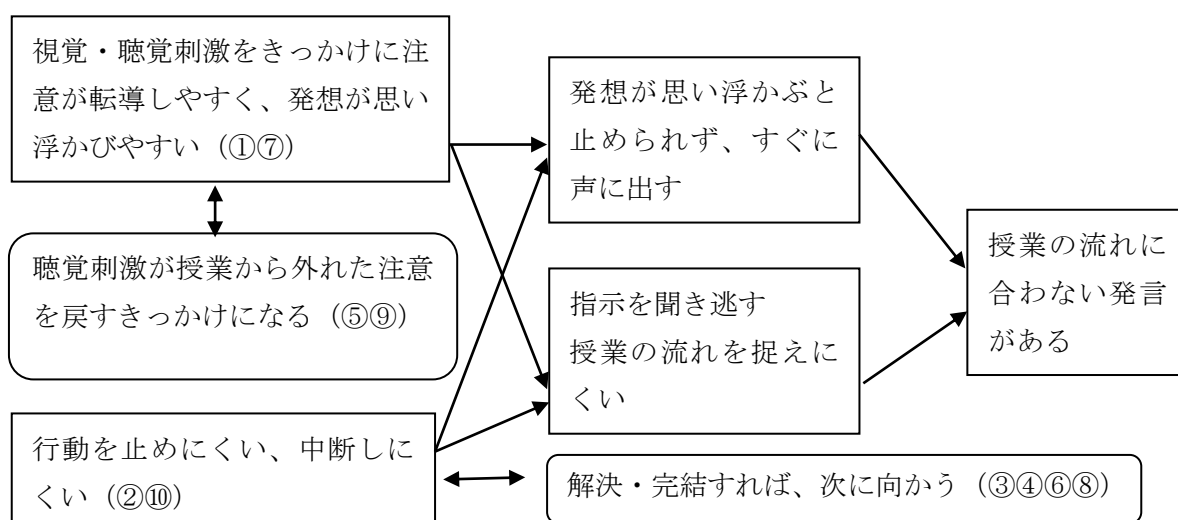 視覚・聴覚刺激をきっかけに注
意が転導しやすく、発想が思い
浮かびやすい（①⑦）
聴覚刺激が授業から外れた注意
を戻すきっかけになる（⑤⑨）
行動を止めにくい、中断しに
くい（②⑩）
発想が思い浮かぶと
止められず、すぐに
声に出す
指示を聞き逃す
授業の流れを捉えに
くい
解決・完結すれば、次に向かう（③④⑥⑧）
授業の流れに
合わない発言
がある